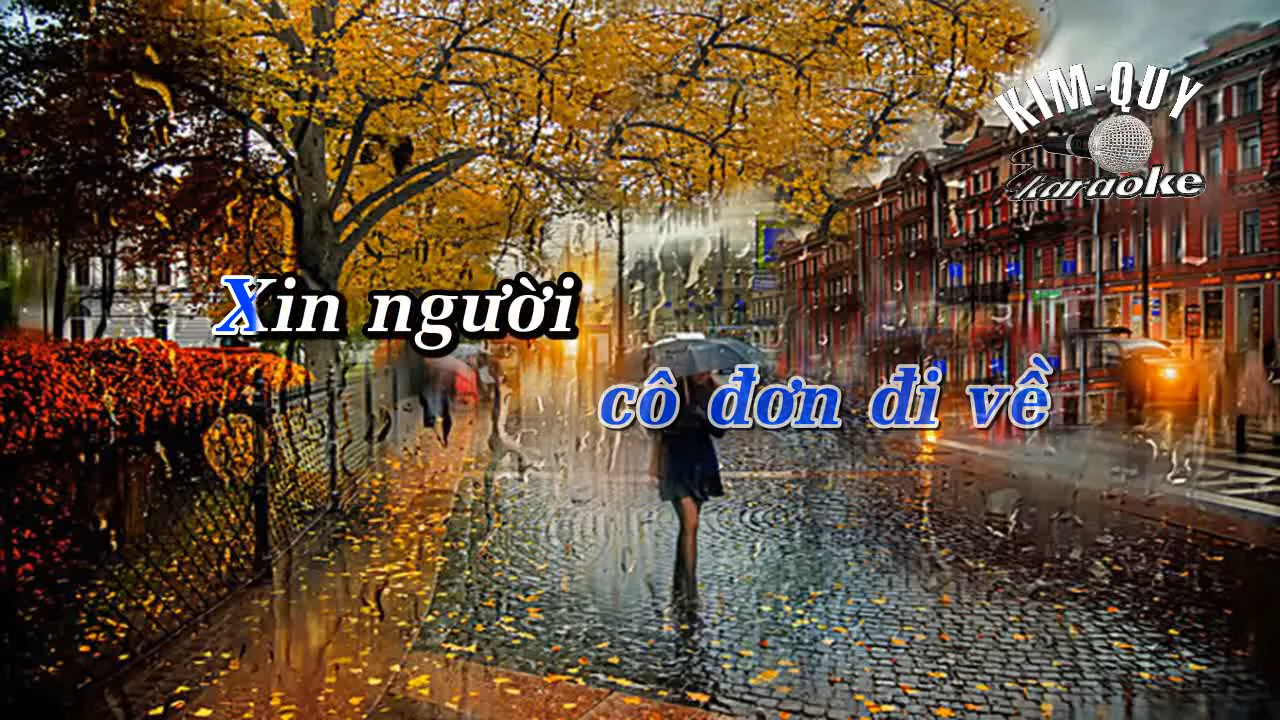 KIM-QUY
karaoke
Xin người
cô đơn đi về